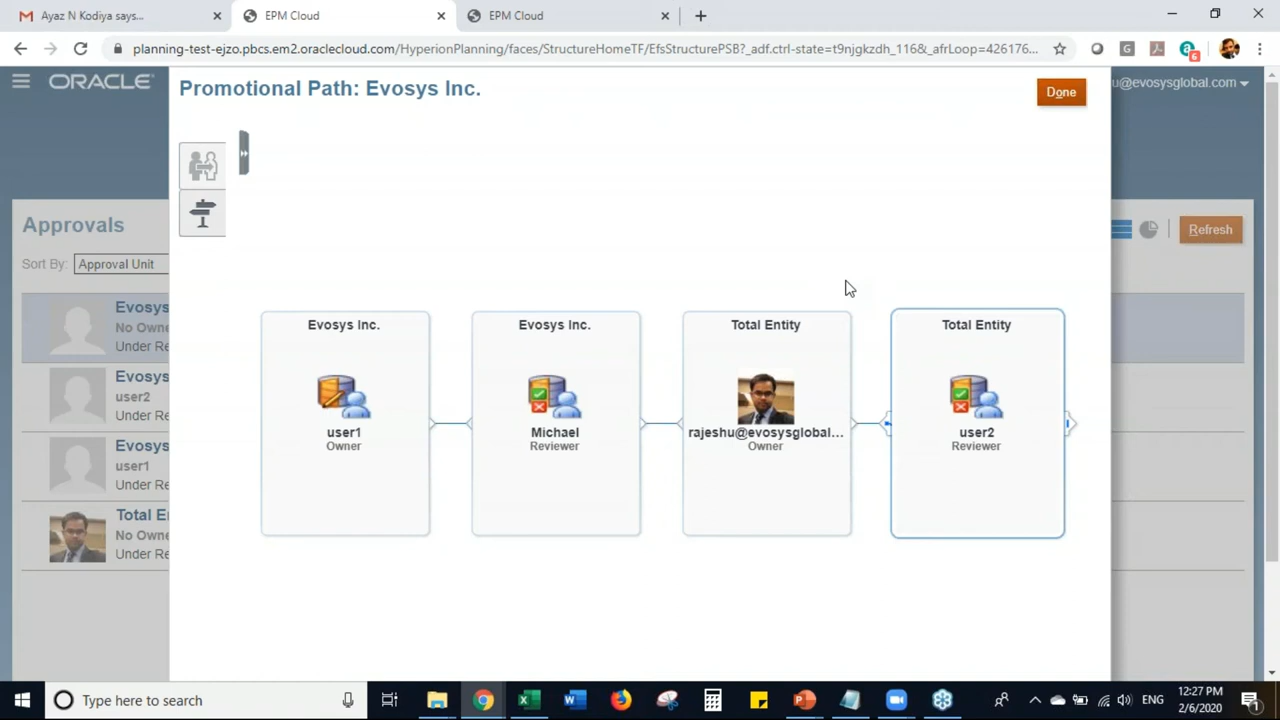 Ayaz N Kodiya says...
EPM Cloud
EPM Cloud
planning-test-ejzo.pbcs.em2.oraclecloud.com/HyperionPlanning/faces/StructureHomeTF/EfsStructurePSB?_adf.ctrl-state=t9njgkzdh_116&_afrLoop=426176...
6
ORACLE
Promotional Path: Evosys Inc.
Done
u@evosysglobal.com
Approvals
Refresh
Sort By: Approval Unit
Evosys
No Owne
Under Re
Evosys
user2
Under Re
Evosys
user1
Under Re
Total E
No Owne
Under Re
Evosys Inc.
user1
Owner
Evosys Inc.
Michael
Reviewer
Total Entity
rajeshu@evosysglobal...
Owner
Total Entity
user2
Reviewer
Type here to search
ENG
12:27 PM
2/6/2020
1